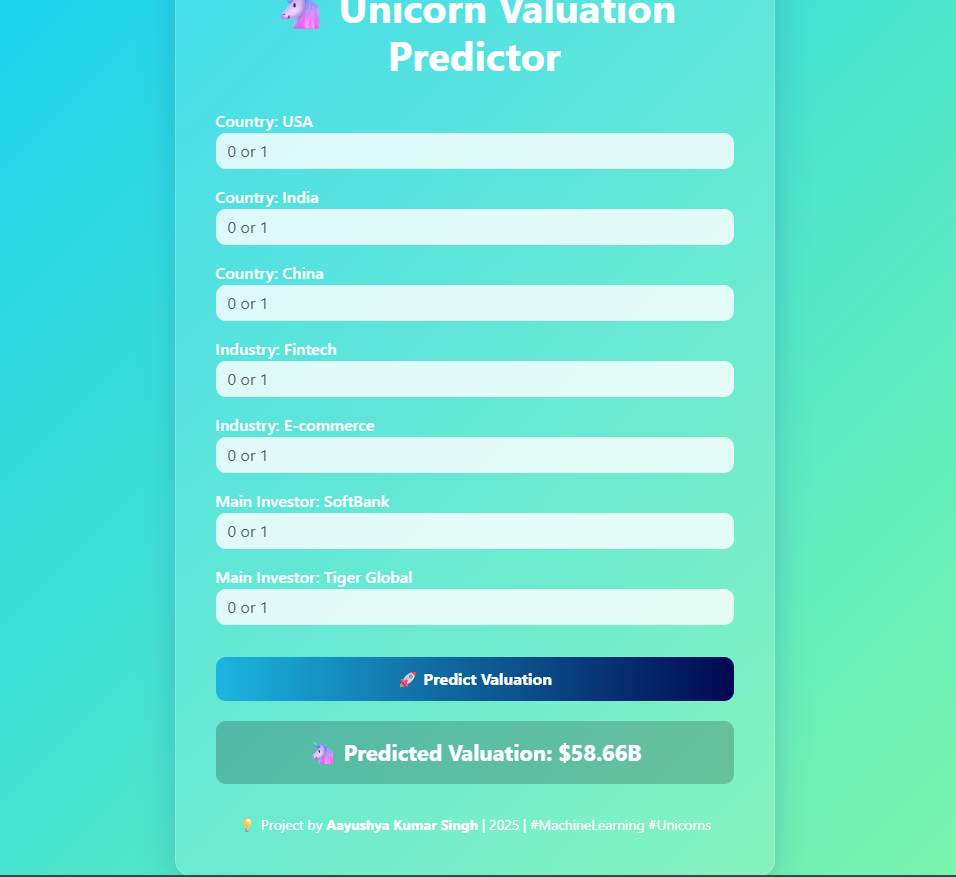 🦄 Unicorn Valuation
Predictor
Country: USA
0 or 1
Country: India
0 or 1
Country: China
0 or 1
Industry: Fintech
0 or 1
Industry: E-commerce
0 or 1
Main Investor: SoftBank
0 or 1
Main Investor: Tiger Global
0 or 1
🚀 Predict Valuation
🦄 Predicted Valuation: $58.66B
💡 Project by Aayushya Kumar Singh | 2025 | #MachineLearning #Unicorns